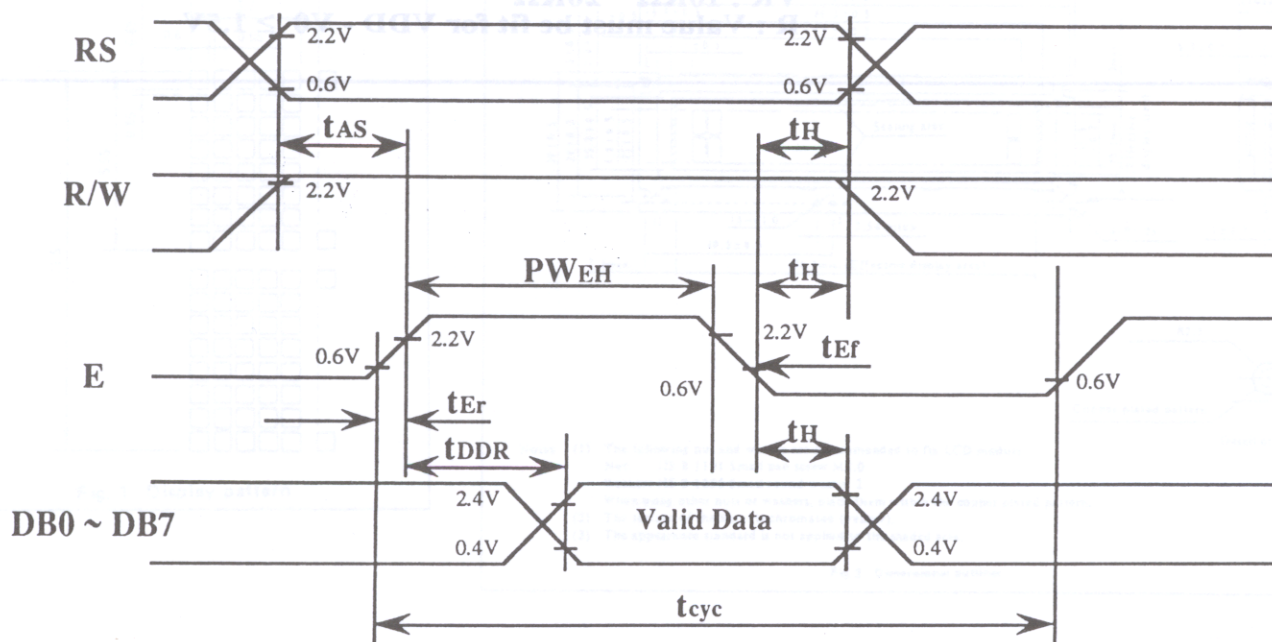 RS
2.2V
2.2V
0.6V
0.6V
tAS
tH
R/W
2.2V
2.2V
PWEH
tH
E
0.6V
2.2V
2.2V
tEf
0.6V
0.6V
tEr
tH
tDDR
DB0 ~ DB7
2.4V
Valid Data
2.4V
0.4V
0.4V
tcyc